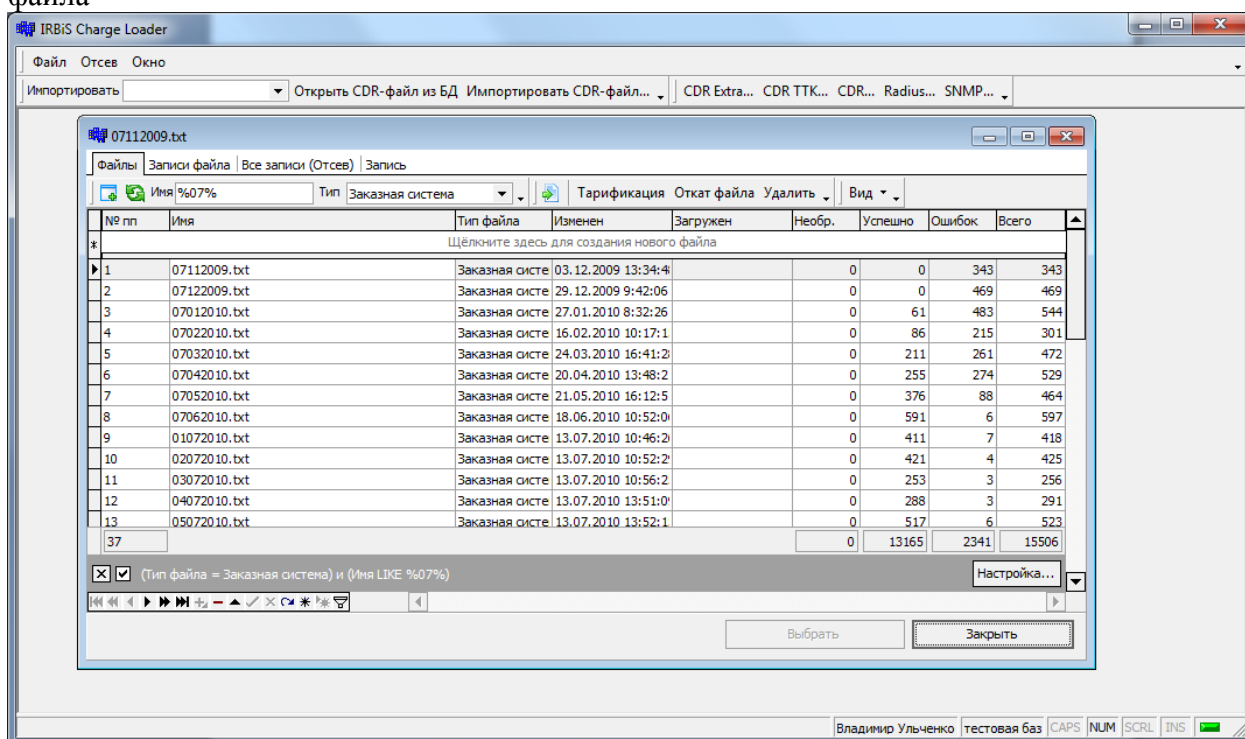 файла
IRBiS Charge Loader
Файл Отсев Окно
Импортировать Открыть CDR-файл из БД Импортировать CDR-файл... CDR Extra... CDR TTK... CDR... Radius... SNMP...
07112009.txt
Файлы Записи файла Все записи (Отсев) Запись
Имя %07% Тип Заказная система Тарификация Откат файла Удалить Вид
№ пп Имя Тип файла Изменен Загружен Необр. Успешно Ошибок Всего
Щёлкните здесь для создания нового файла
1 07112009.txt Заказная систе 03.12.2009 13:34:4 0 0 343 343
2 07122009.txt Заказная систе 29.12.2009 9:42:06 0 0 469 469
3 07012010.txt Заказная систе 27.01.2010 8:32:26 0 61 483 544
4 07022010.txt Заказная систе 16.02.2010 10:17:1 0 86 215 301
5 07032010.txt Заказная систе 24.03.2010 16:41:2 0 211 261 472
6 07042010.txt Заказная систе 20.04.2010 13:48:2 0 255 274 529
7 07052010.txt Заказная систе 21.05.2010 16:12:5 0 376 88 464
8 07062010.txt Заказная систе 18.06.2010 10:52:0 0 591 6 597
9 01072010.txt Заказная систе 13.07.2010 10:46:2 0 411 7 418
10 02072010.txt Заказная систе 13.07.2010 10:52:2 0 421 4 425
11 03072010.txt Заказная систе 13.07.2010 10:56:2 0 253 3 256
12 04072010.txt Заказная систе 13.07.2010 13:51:0 0 288 3 291
13 05072010.txt Заказная систе 13.07.2010 13:52:1 0 517 6 523
37 0 13165 2341 15506
(Тип файла = Заказная система) и (Имя LIKE %07%) Настройка...
Выбрать Закрыть
Владимир Ульченко тестовая баз CAPS NUM SCRL INS